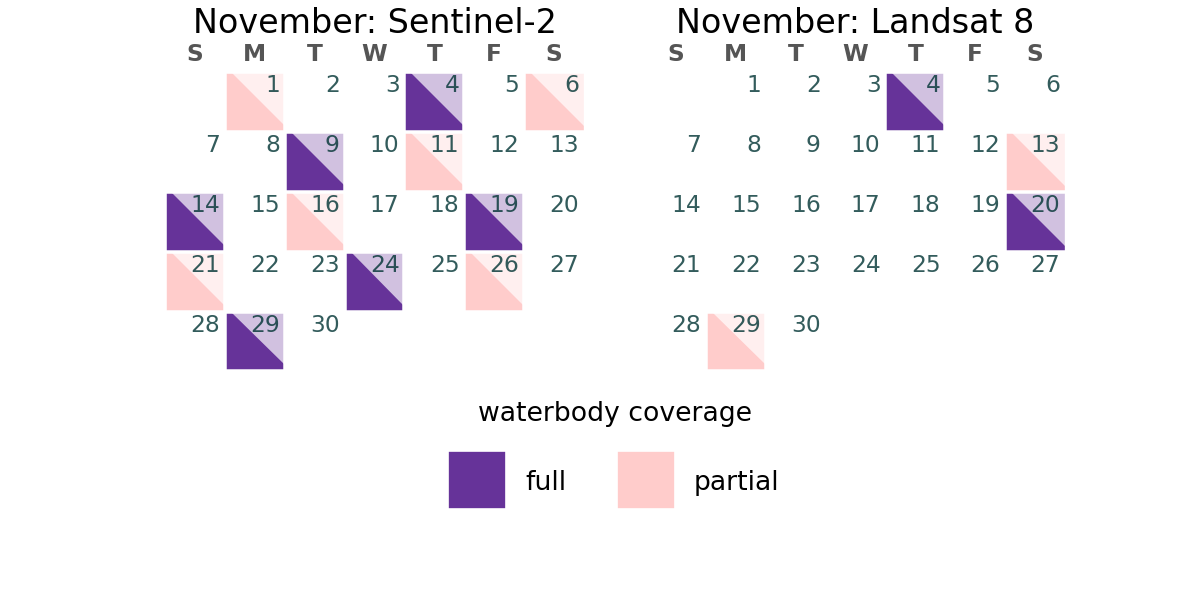 November: Sentinel-2
S M T W T F S
1 2 3 4 5 6
7 8 9 10 11 12 13
14 15 16 17 18 19 20
21 22 23 24 25 26 27
28 29 30
November: Landsat 8
S M T W T F S
1 2 3 4 5 6
7 8 9 10 11 12 13
14 15 16 17 18 19 20
21 22 23 24 25 26 27
28 29 30
waterbody coverage
full partial